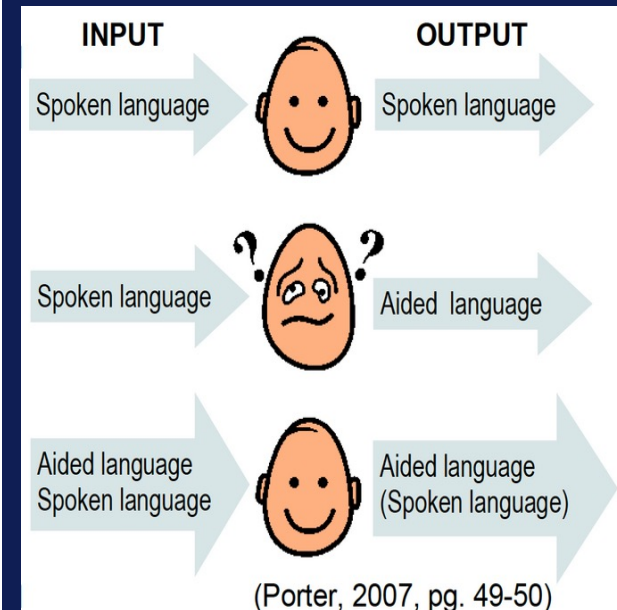 INPUT OUTPUT
Spoken language Spoken language
? ?
Spoken language Aided language
Aided language Aided language
Spoken language (Spoken language)
(Porter, 2007, pg. 49-50)